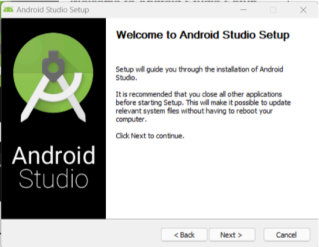 Android Studio Setup
Welcome to Android Studio Setup
Setup will guide you through the installation of Android
Studio.
It is recommended that you close all other applications
before starting Setup. This will make it possible to update
relevant system files without having to reboot your
computer.
Click Next to continue.
Android
Studio
< Back
Next >
Cancel